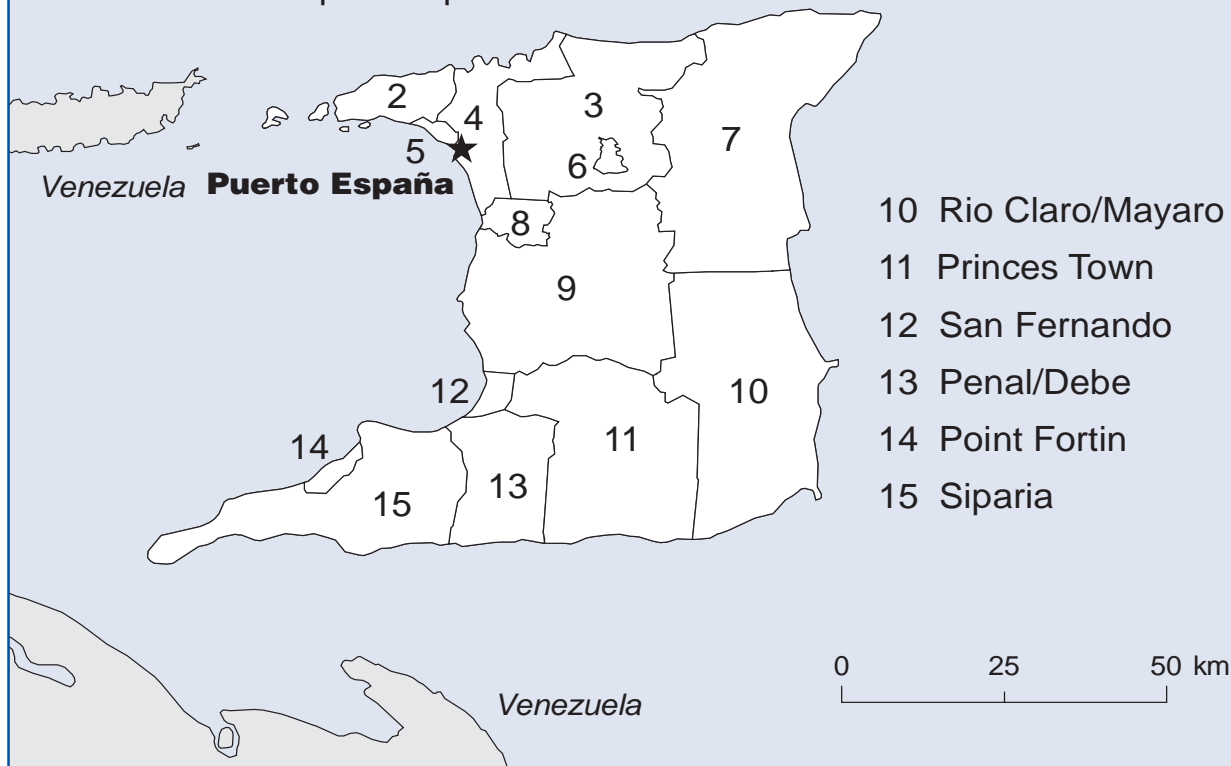 2
3
4
7
5
6
Venezuela Puerto España
8
9
10 Rio Claro/Mayaro
11 Princes Town
12 San Fernando
13 Penal/Debe
14 Point Fortin
15 Siparia
12
10
14
11
13
15
0 25 50 km
Venezuela